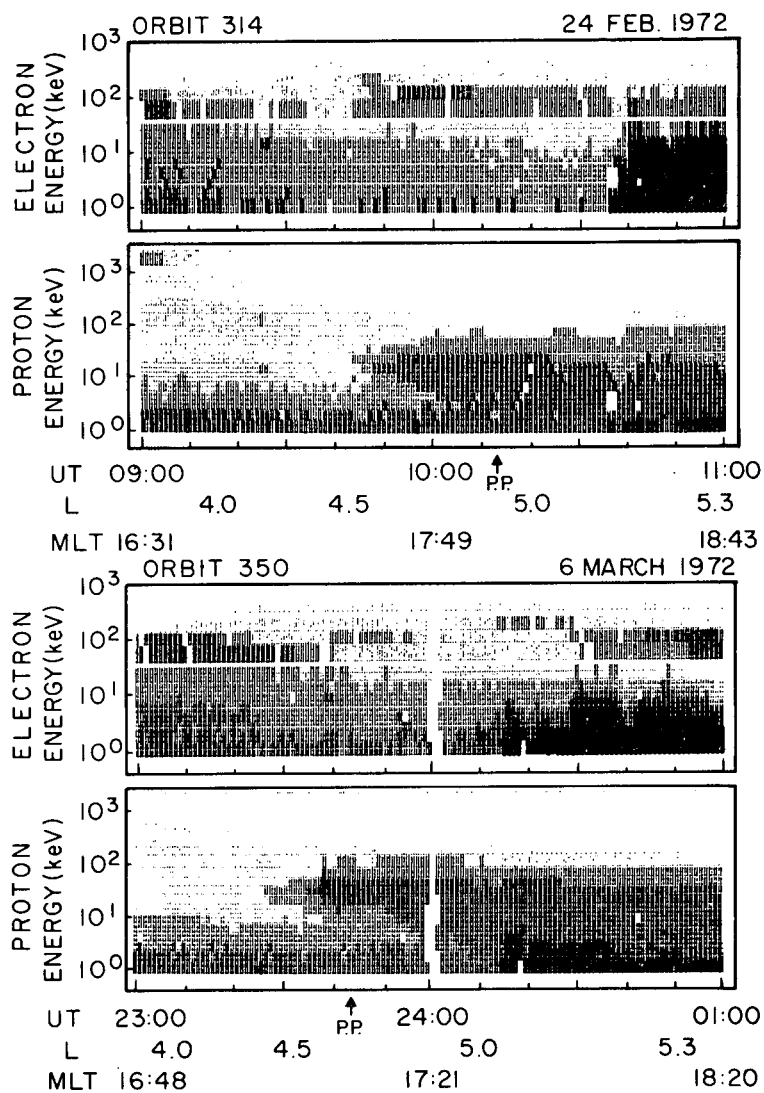 ORBIT 314 24 FEB. 1972
ELECTRON ENERGY (keV)
10³
10²
10¹
10⁰
PROTON ENERGY (keV)
10³
10²
10¹
10⁰
UT 09:00 10:00 11:00
P.P.
L 4.0 4.5 5.0 5.3
MLT 16:31 17:49 18:43
ORBIT 350 6 MARCH 1972
ELECTRON ENERGY (keV)
10³
10²
10¹
10⁰
PROTON ENERGY (keV)
10³
10²
10¹
10⁰
UT 23:00 24:00 01:00
P.P.
L 4.0 4.5 5.0 5.3
MLT 16:48 17:21 18:20